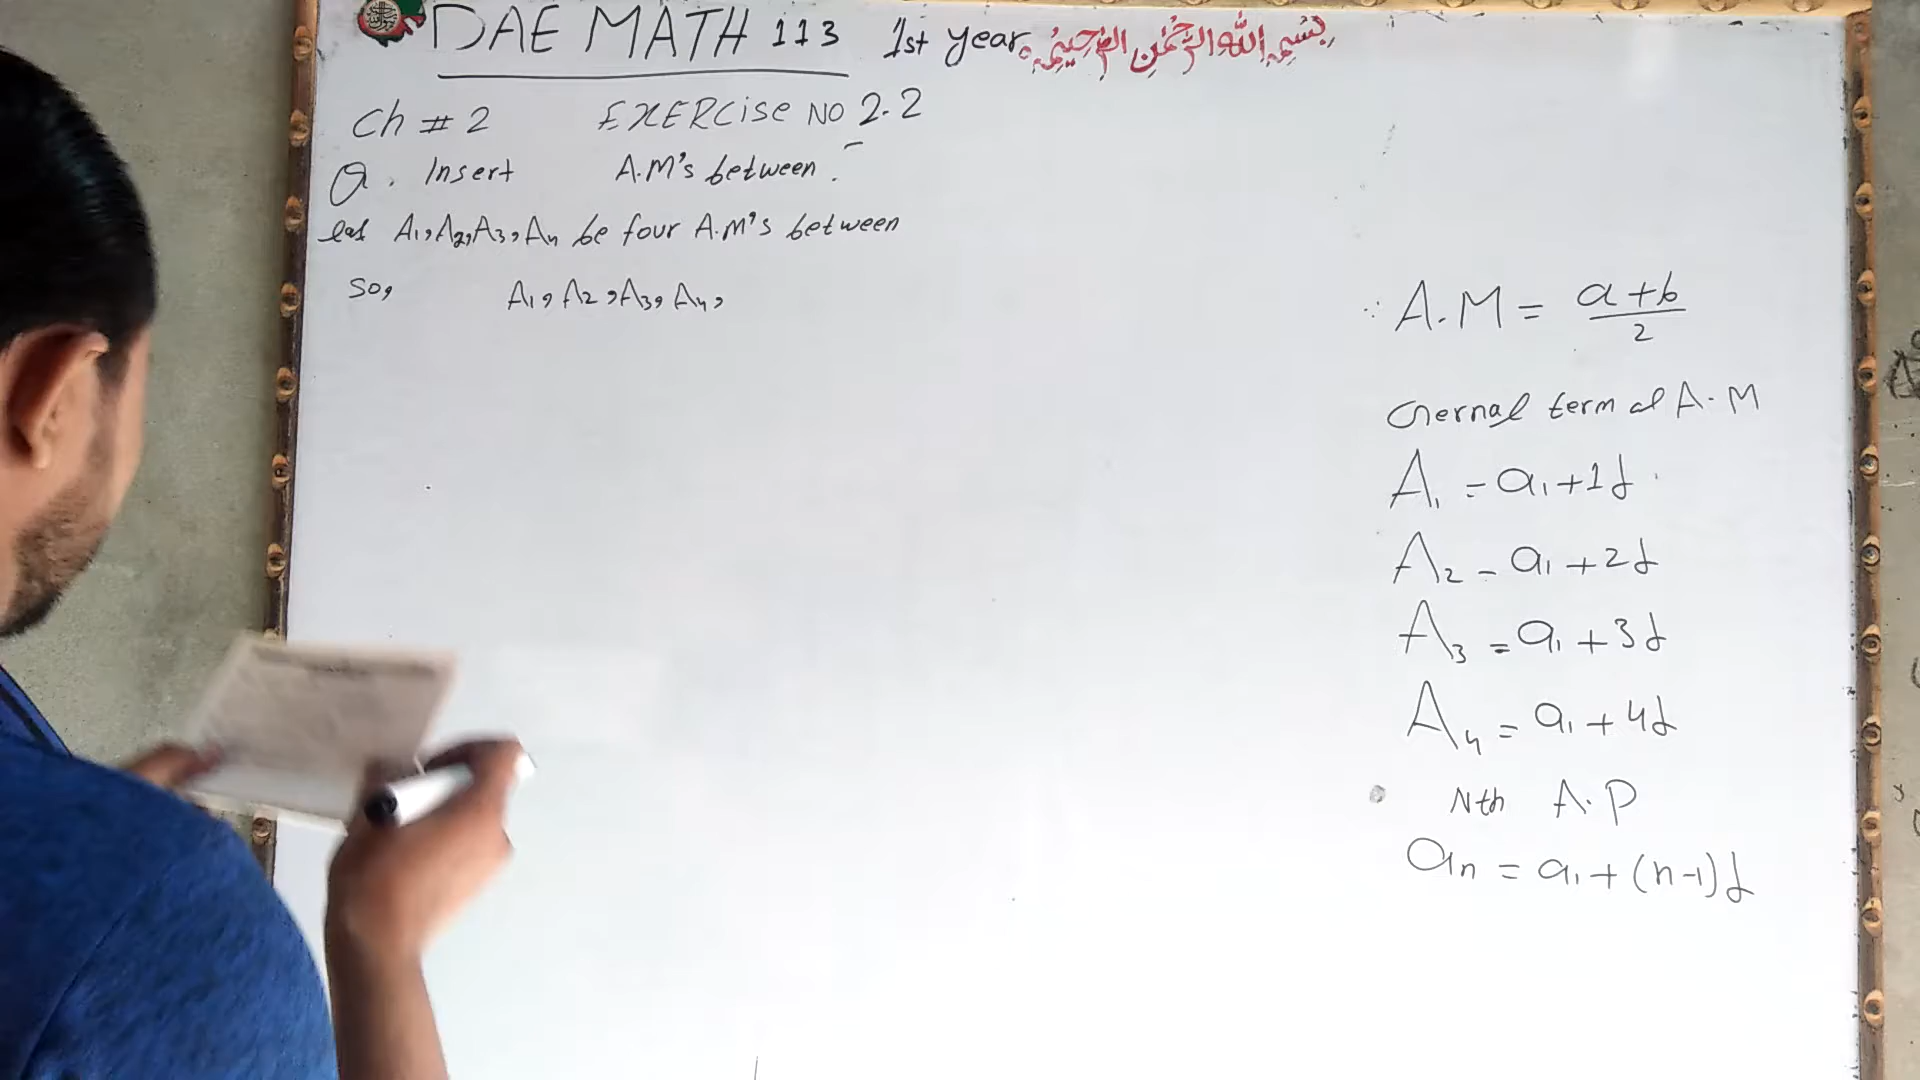 DAE MATH 113 1st year بِسْمِ اللهِ الرَّحْمٰنِ الرَّحِيْمِ
Ch # 2 EXERCise NO 2.2
Q. Insert A.M's between .
let A₁,A₂,A₃,A₄ be four A.M's between
So, A₁, A₂, A₃, A₄,
∵ A.M = a+b/2
Gernal term of A.M
A₁ = a₁+1d
A₂ = a₁+2d
A₃ = a₁+3d
A₄ = a₁+4d
Nth A.P
aₙ = a₁+(n-1)d